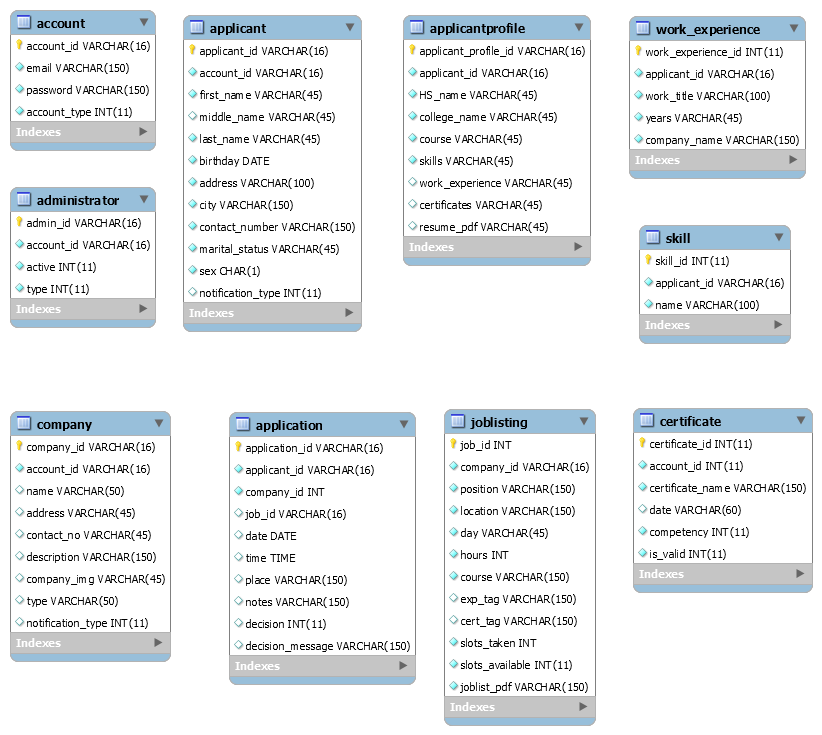 account
account_id VARCHAR(16)
email VARCHAR(150)
password VARCHAR(150)
account_type INT(11)
Indexes
applicant
applicant_id VARCHAR(16)
account_id VARCHAR(16)
first_name VARCHAR(45)
middle_name VARCHAR(45)
last_name VARCHAR(45)
birthday DATE
address VARCHAR(100)
city VARCHAR(150)
contact_number VARCHAR(150)
marital_status VARCHAR(45)
sex CHAR(1)
notification_type INT(11)
Indexes
applicantprofile
applicant_profile_id VARCHAR(16)
applicant_id VARCHAR(16)
HS_name VARCHAR(45)
college_name VARCHAR(45)
course VARCHAR(45)
skills VARCHAR(45)
work_experience VARCHAR(45)
certificates VARCHAR(45)
resume_pdf VARCHAR(45)
Indexes
work_experience
work_experience_id INT(11)
applicant_id VARCHAR(16)
work_title VARCHAR(100)
years VARCHAR(45)
company_name VARCHAR(150)
Indexes
administrator
admin_id VARCHAR(16)
account_id VARCHAR(16)
active INT(11)
type INT(11)
Indexes
skill
skill_id INT(11)
applicant_id VARCHAR(16)
name VARCHAR(100)
Indexes
company
company_id VARCHAR(16)
account_id VARCHAR(16)
name VARCHAR(50)
address VARCHAR(45)
contact_no VARCHAR(45)
description VARCHAR(150)
company_img VARCHAR(45)
type VARCHAR(50)
notification_type INT(11)
Indexes
application
application_id VARCHAR(16)
applicant_id VARCHAR(16)
company_id INT
job_id VARCHAR(16)
date DATE
time TIME
place VARCHAR(150)
notes VARCHAR(150)
decision INT(11)
decision_message VARCHAR(150)
Indexes
joblisting
job_id INT
company_id VARCHAR(16)
position VARCHAR(150)
location VARCHAR(150)
day VARCHAR(45)
hours INT
course VARCHAR(150)
exp_tag VARCHAR(150)
cert_tag VARCHAR(150)
slots_taken INT
slots_available INT(11)
joblist_pdf VARCHAR(150)
Indexes
certificate
certificate_id INT(11)
account_id INT(11)
certificate_name VARCHAR(150)
date VARCHAR(60)
competency INT(11)
is_valid INT(11)
Indexes